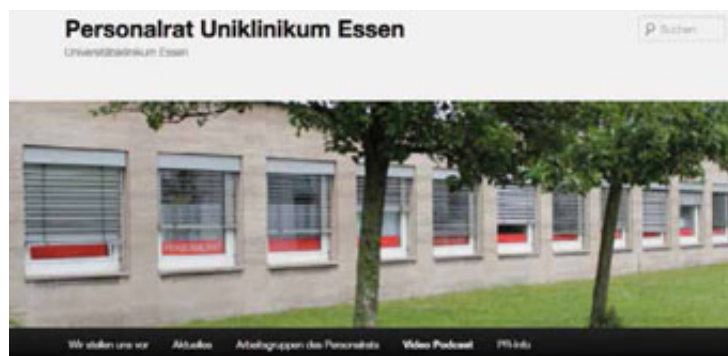 Personalrat Uniklinikum Essen
Universitätsklinikum Essen
Suchen
PERSONALRAT
Wir stellen uns vor Aktuelles Arbeitsgruppen des Personalrats Video Podcast PR-Info